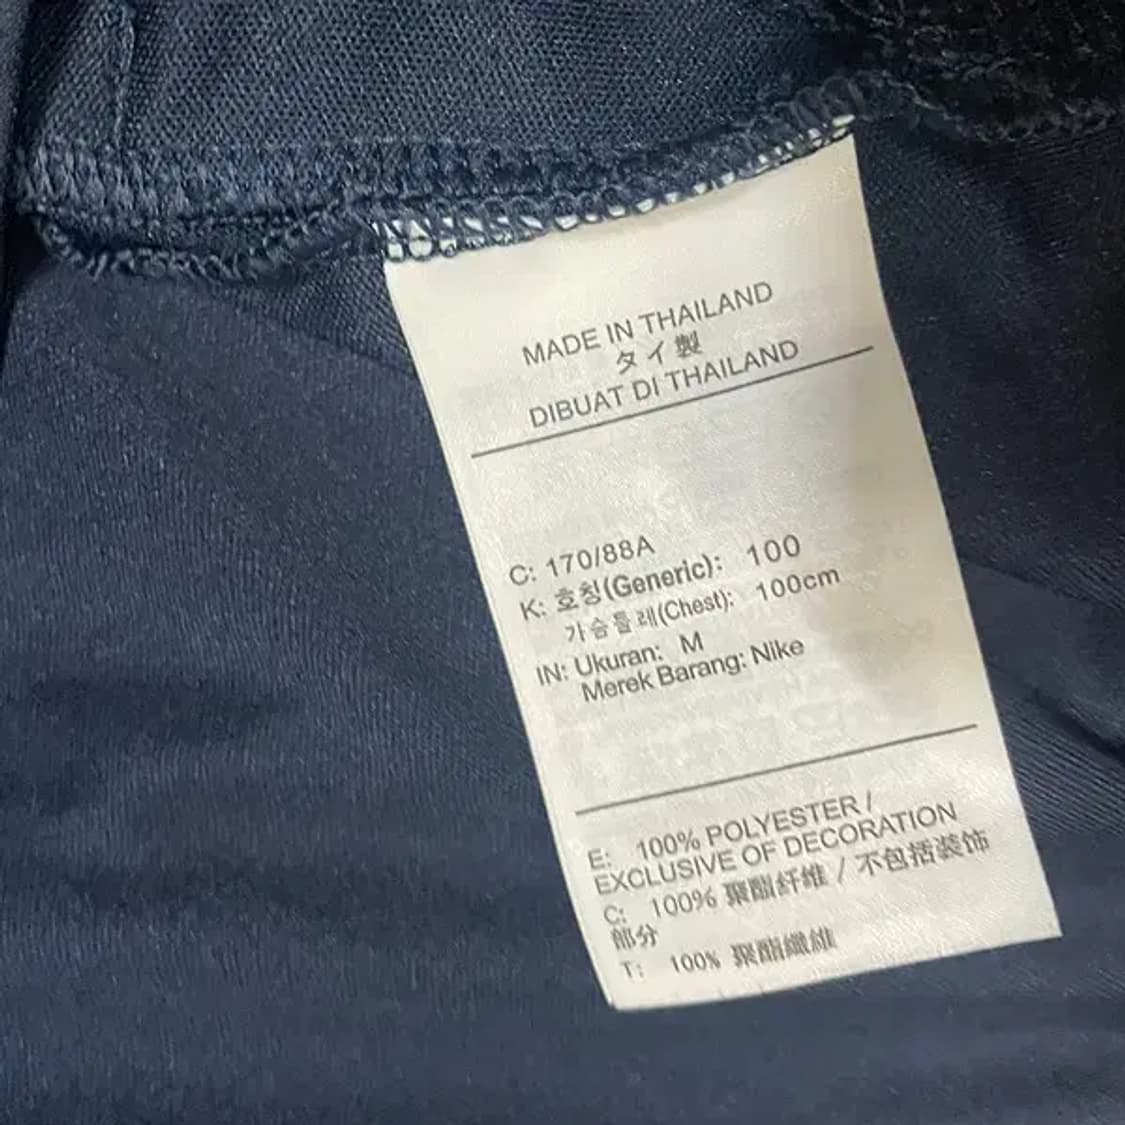 MADE IN THAILAND
タイ製
DIBUAT DI THAILAND
C: 170/88A
K: 호칭(Generic): 100
가슴둘레(Chest): 100cm
IN: Ukuran: M
Merek Barang: Nike
E: 100% POLYESTER /
EXCLUSIVE OF DECORATION
C: 100% 聚酯纤维 / 不包括装饰
部分
T: 100% 聚酯纖維